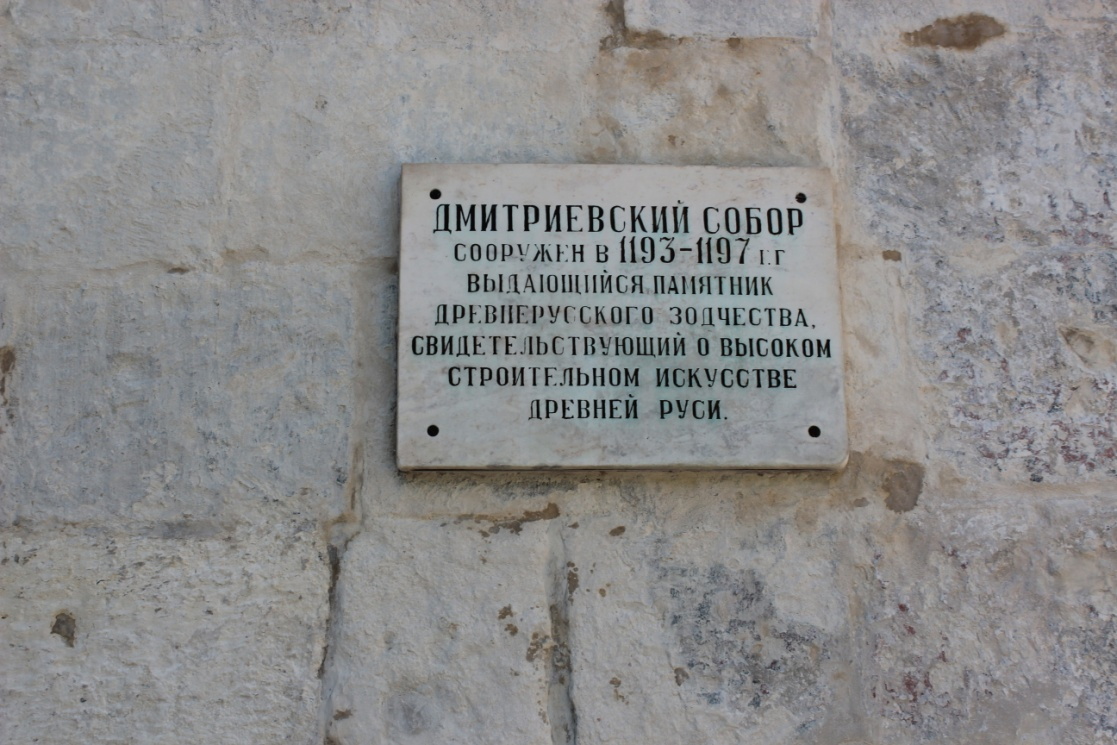 ДМИТРИЕВСКИЙ СОБОР
СООРУЖЕН В 1193-1197 Г.Г
ВЫДАЮЩИЙСЯ ПАМЯТНИК
ДРЕВНЕРУССКОГО ЗОДЧЕСТВА,
СВИДЕТЕЛЬСТВУЮЩИЙ О ВЫСОКОМ
СТРОИТЕЛЬНОМ ИСКУССТВЕ
ДРЕВНЕЙ РУСИ.